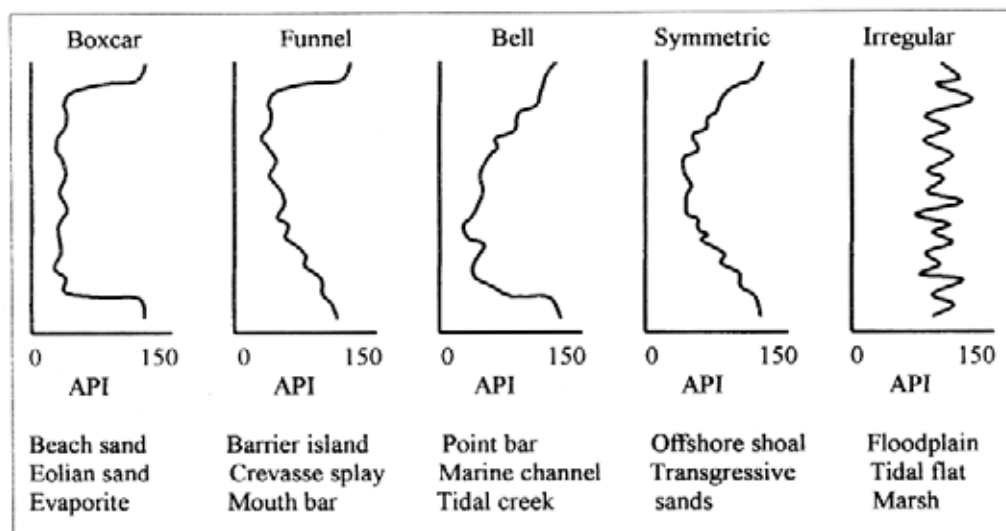 Boxcar Funnel Bell Symmetric Irregular
0 150 0 150 0 150 0 150 0 150
API API API API API
Beach sand Barrier island Point bar Offshore shoal Floodplain
Eolian sand Crevasse splay Marine channel Transgressive Tidal flat
Evaporite Mouth bar Tidal creek sands Marsh